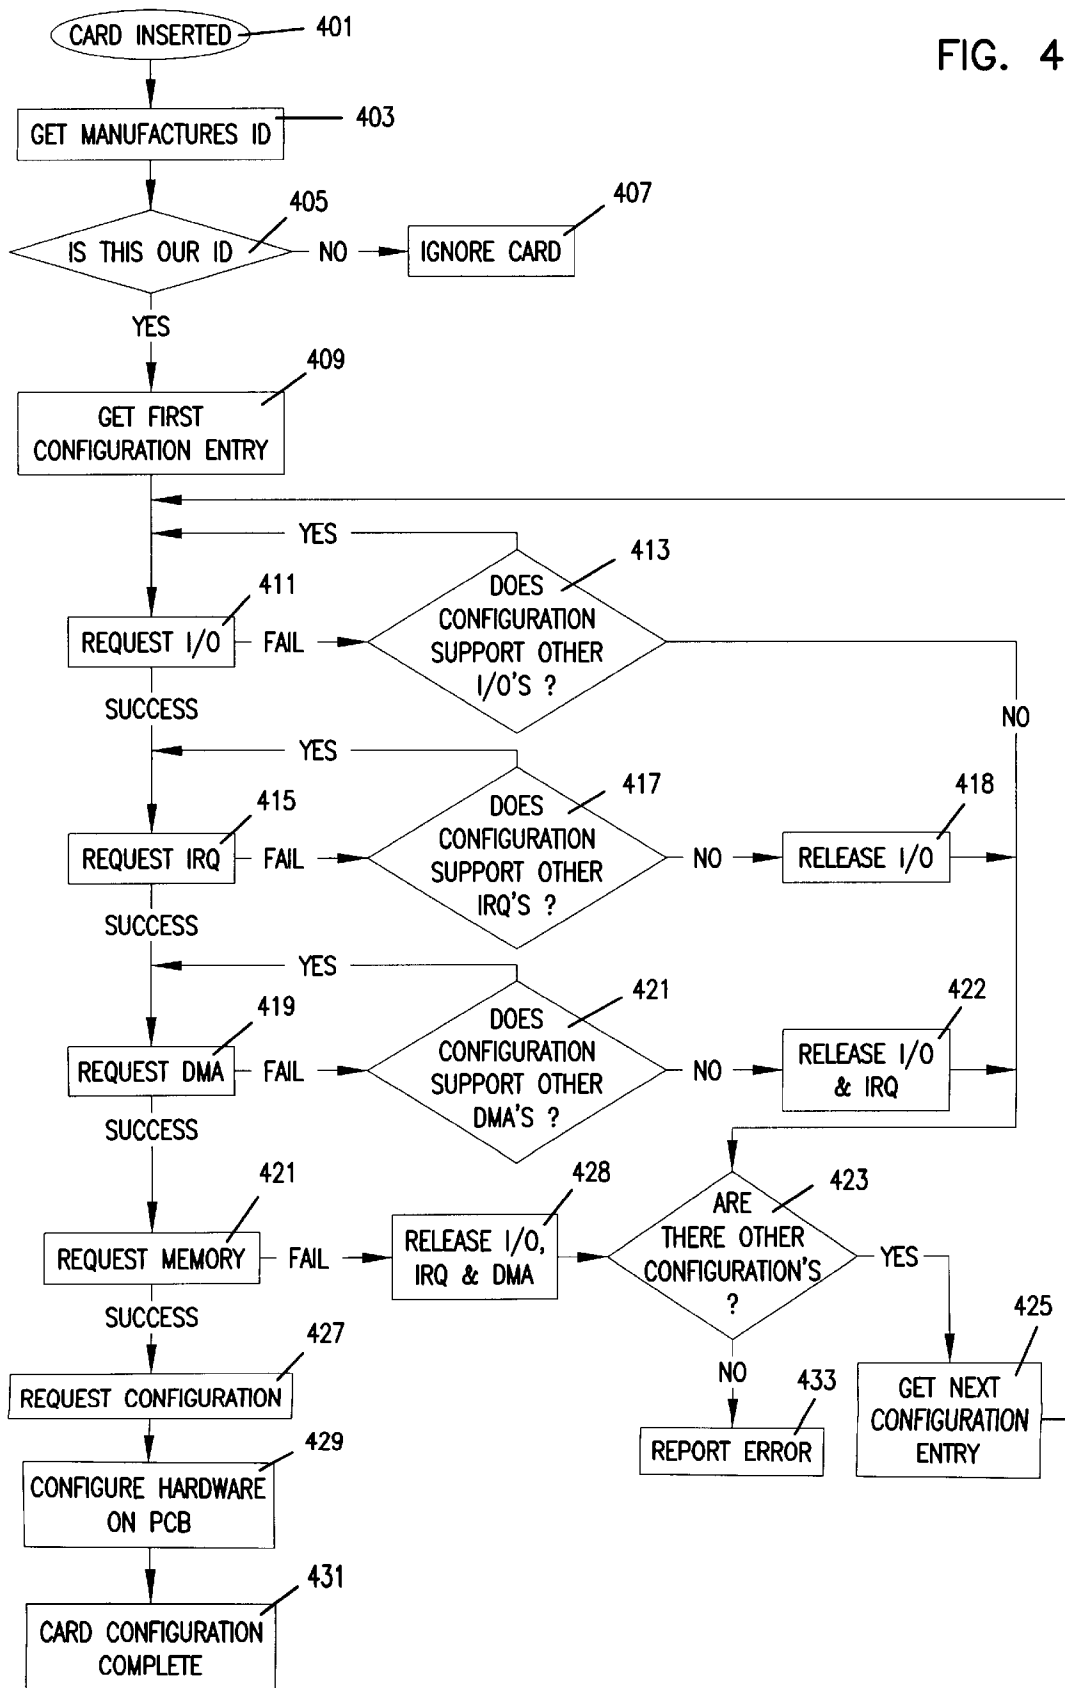 CARD INSERTED
401
FIG. 4
GET MANUFACTURES ID
403
IS THIS OUR ID
405
NO
407
IGNORE CARD
YES
409
GET FIRST
CONFIGURATION ENTRY
YES
411
REQUEST I/O
FAIL
413
DOES
CONFIGURATION
SUPPORT OTHER
I/O'S ?
NO
SUCCESS
YES
415
REQUEST IRQ
FAIL
417
DOES
CONFIGURATION
SUPPORT OTHER
IRQ'S ?
NO
418
RELEASE I/O
SUCCESS
YES
419
REQUEST DMA
FAIL
421
DOES
CONFIGURATION
SUPPORT OTHER
DMA'S ?
NO
422
RELEASE I/O
& IRQ
SUCCESS
421
REQUEST MEMORY
FAIL
428
RELEASE I/O,
IRQ & DMA
423
ARE
THERE OTHER
CONFIGURATION'S
?
YES
SUCCESS
427
REQUEST CONFIGURATION
NO
425
GET NEXT
CONFIGURATION
ENTRY
433
REPORT ERROR
429
CONFIGURE HARDWARE
ON PCB
431
CARD CONFIGURATION
COMPLETE